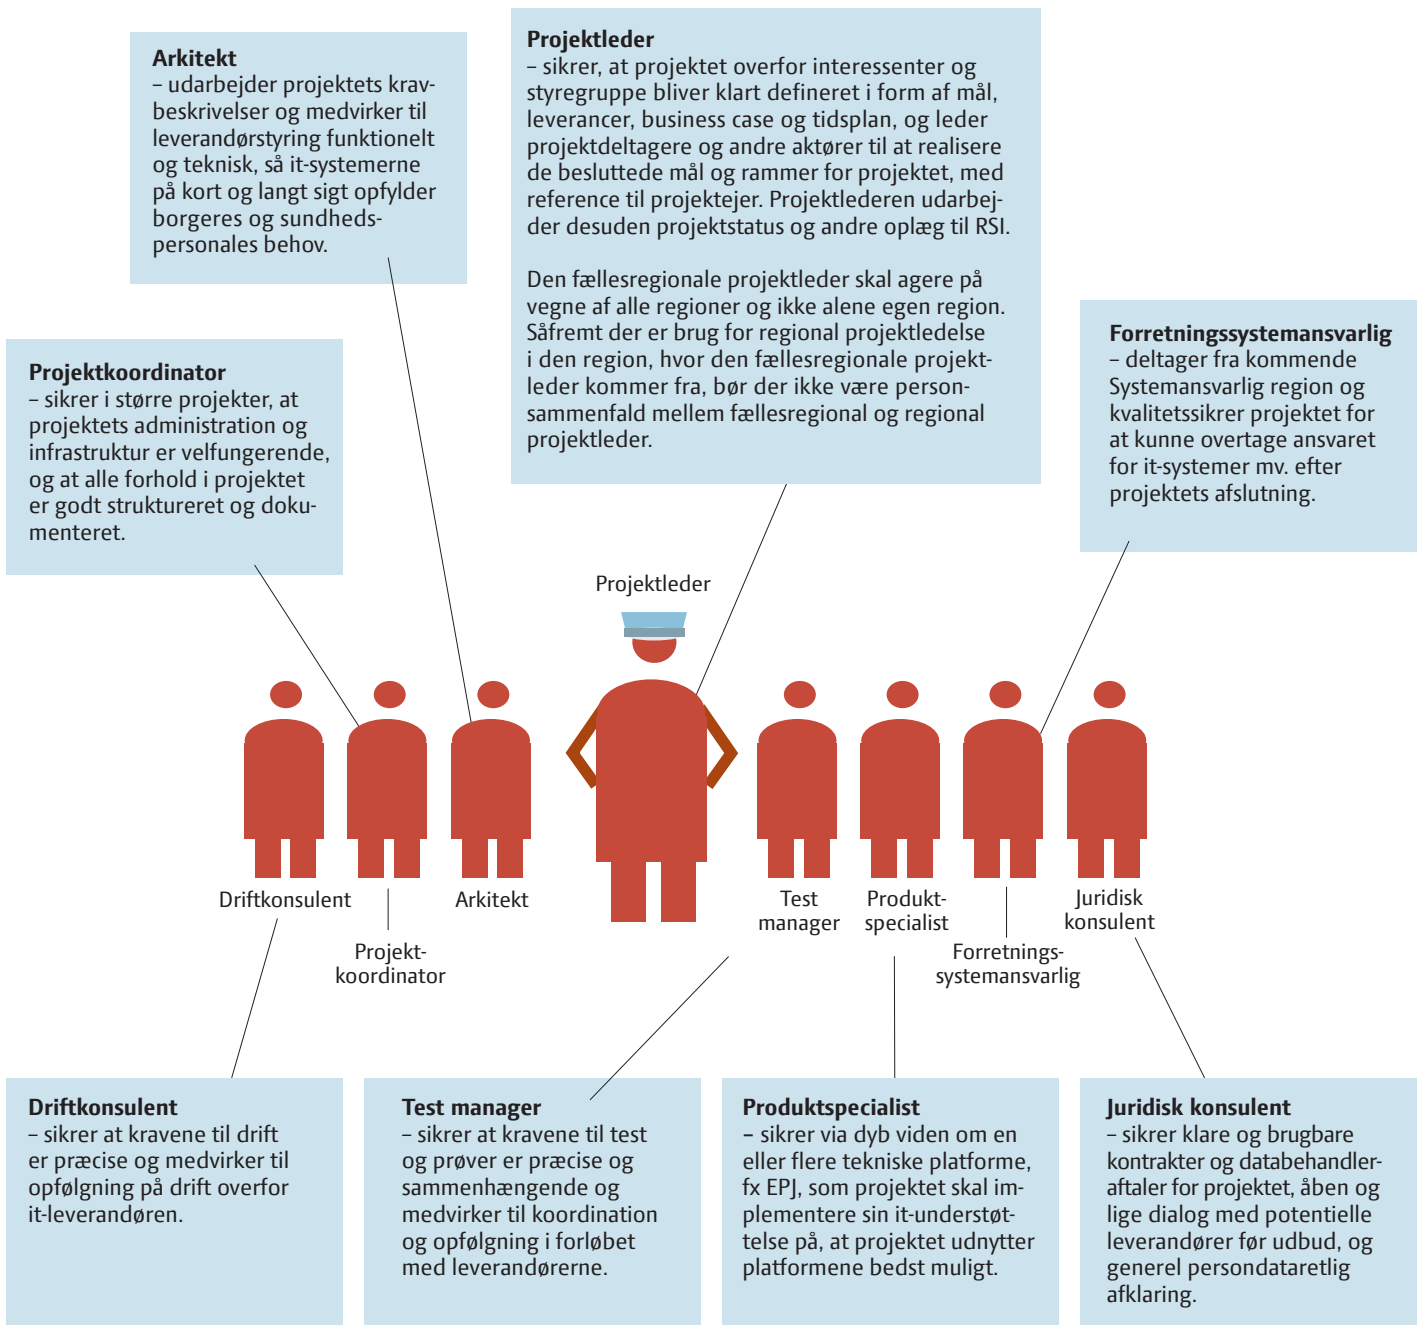 Arkitekt
– udarbejder projektets krav-
beskrivelser og medvirker til
leverandørstyring funktionelt
og teknisk, så it-systemerne
på kort og langt sigt opfylder
borgeres og sundheds-
personales behov.
Projektleder
– sikrer, at projektet overfor interessenter og
styregruppe bliver klart defineret i form af mål,
leverancer, business case og tidsplan, og leder
projektdeltagere og andre aktører til at realisere
de besluttede mål og rammer for projektet, med
reference til projektejer. Projektlederen udarbej-
der desuden projektstatus og andre oplæg til RSI.
Den fællesregionale projektleder skal agere på
vegne af alle regioner og ikke alene egen region.
Såfremt der er brug for regional projektledelse
i den region, hvor den fællesregionale projekt-
leder kommer fra, bør der ikke være person-
sammenfald mellem fællesregional og regional
projektleder.
Forretningssystemansvarlig
– deltager fra kommende
Systemansvarlig region og
kvalitetssikrer projektet for
at kunne overtage ansvaret
for it-systemer mv. efter
projektets afslutning.
Projektkoordinator
– sikrer i større projekter, at
projektets administration og
infrastruktur er velfungerende,
og at alle forhold i projektet
er godt struktureret og doku-
menteret.
Projektleder
Driftkonsulent
Projekt-
koordinator
Arkitekt
Test
manager
Produkt-
specialist
Forretnings-
systemansvarlig
Juridisk
konsulent
Driftkonsulent
– sikrer at kravene til drift
er præcise og medvirker til
opfølgning på drift overfor
it-leverandøren.
Test manager
– sikrer at kravene til test
og prøver er præcise og
sammenhængende og
medvirker til koordination
og opfølgning i forløbet
med leverandørerne.
Produktspecialist
– sikrer via dyb viden om en
eller flere tekniske platforme,
fx EPJ, som projektet skal im-
plementere sin it-understøt-
telse på, at projektet udnytter
platformene bedst muligt.
Juridisk konsulent
– sikrer klare og brugbare
kontrakter og databehandler-
aftaler for projektet, åben og
lige dialog med potentielle
leverandører før udbud, og
generel persondataretlig
afklaring.